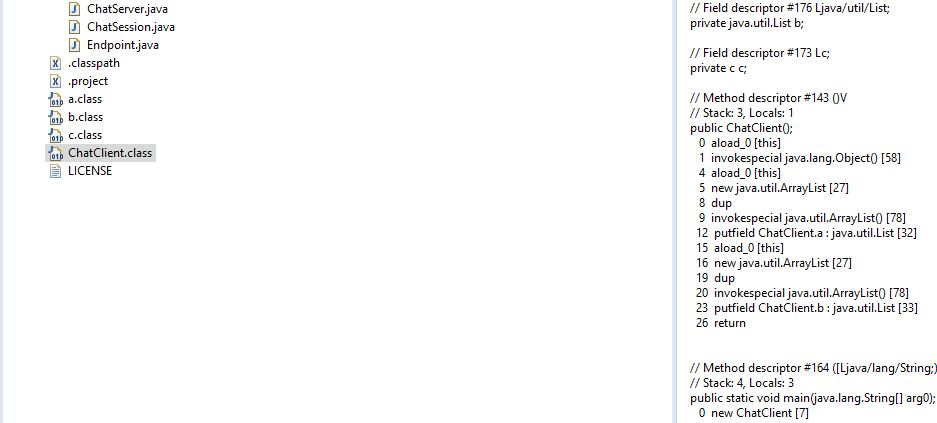 ChatServer.java
ChatSession.java
Endpoint.java
.classpath
.project
a.class
b.class
c.class
ChatClient.class
LICENSE
// Field descriptor #176 Ljava/util/List;
private java.util.List b;
// Field descriptor #173 Lc;
private c c;
// Method descriptor #143 ()V
// Stack: 3, Locals: 1
public ChatClient();
0 aload_0 [this]
1 invokespecial java.lang.Object() [58]
4 aload_0 [this]
5 new java.util.ArrayList [27]
8 dup
9 invokespecial java.util.ArrayList() [78]
12 putfield ChatClient.a : java.util.List [32]
15 aload_0 [this]
16 new java.util.ArrayList [27]
19 dup
20 invokespecial java.util.ArrayList() [78]
23 putfield ChatClient.b : java.util.List [33]
26 return
// Method descriptor #164 ([Ljava/lang/String;)
// Stack: 4, Locals: 3
public static void main(java.lang.String[] arg0);
0 new ChatClient [7]